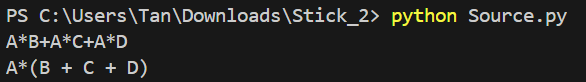 PS C:\Users\Tan\Downloads\Stick_2> python Source.py
A*B+A*C+A*D
A*(B + C + D)